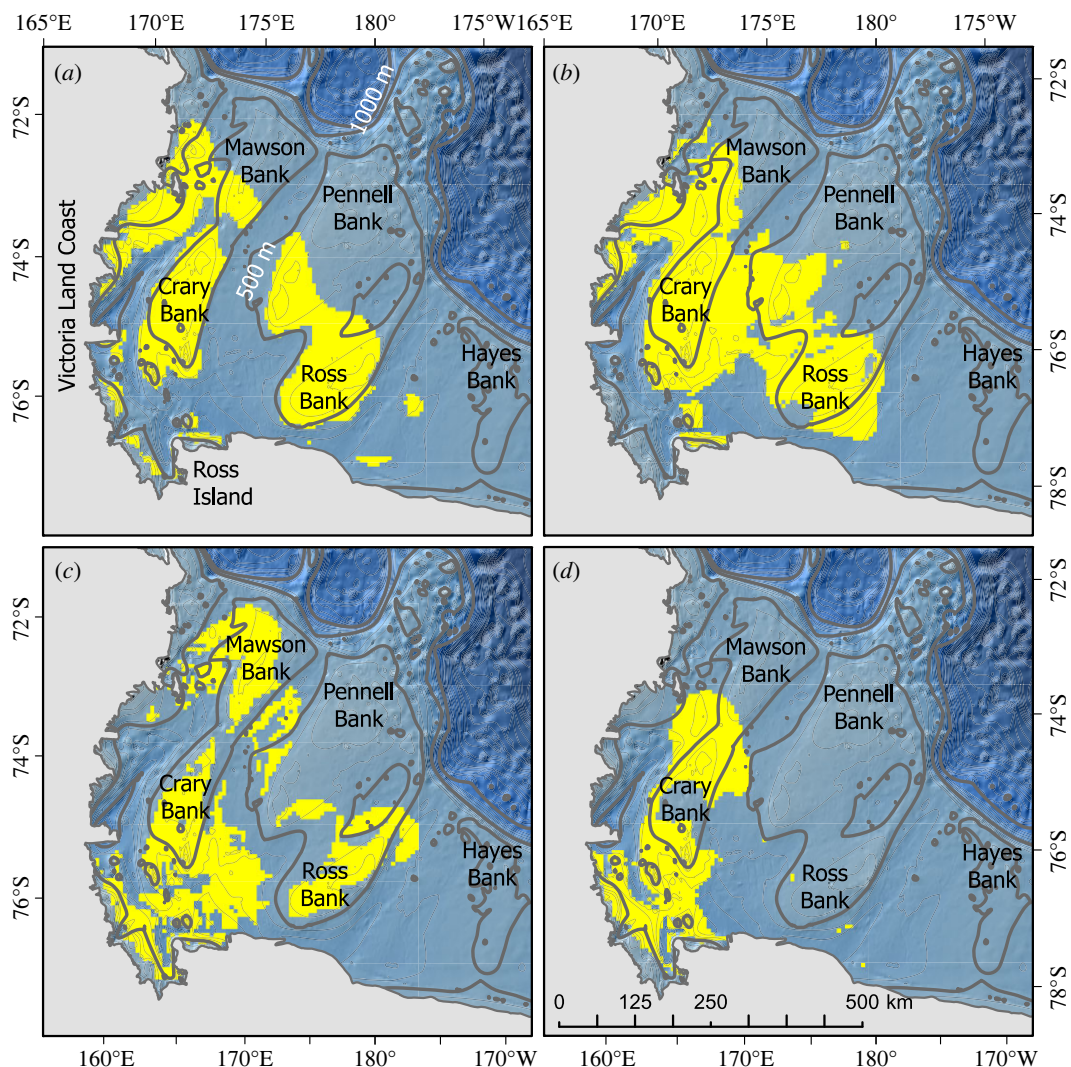 165°E 170°E 175°E 180° 175°W 165°E 170°E 175°E 180° 175°W
(a)
(b)
1000 m
72°S
72°S
Mawson
Bank
Mawson
Bank
Pennell
Bank
Pennell
Bank
74°S
74°S
500 m
Crary
Bank
Crary
Bank
Victoria Land Coast
Hayes
Bank
Hayes
Bank
76°S
76°S
Ross
Bank
Ross
Bank
Ross
Island
78°S
(c)
(d)
72°S
72°S
Mawson
Bank
Mawson
Bank
Pennell
Bank
Pennell
Bank
74°S
74°S
Crary
Bank
Crary
Bank
Hayes
Bank
Hayes
Bank
76°S
76°S
Ross
Bank
Ross
Bank
78°S
0 125 250 500 km
160°E 170°E 180° 170°W 160°E 170°E 180° 170°W